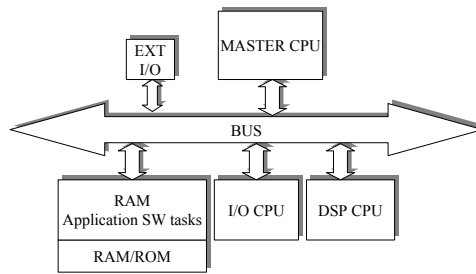 EXT
I/O
MASTER CPU
BUS
RAM
Application SW tasks
RAM/ROM
I/O CPU
DSP CPU